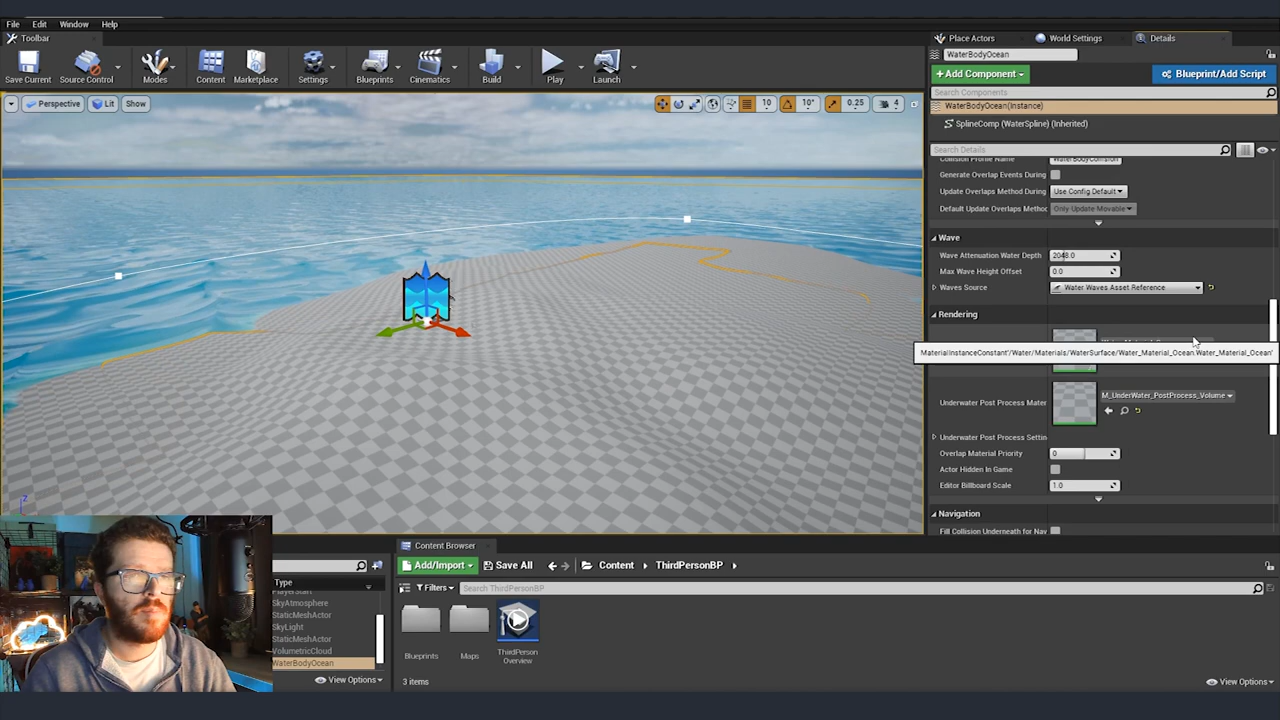 File Edit Window Help
Toolbar
Save Current Source Control Modes Content Marketplace Settings Blueprints Cinematics Build Play Launch
Perspective Lit Show 10 10° 0.25 4
Place Actors World Settings Details
WaterBodyOcean
+ Add Component Blueprint/Add Script
Search Components
WaterBodyOcean(Instance)
SplineComp (WaterSpline) (Inherited)
Search Details
Collision Profile Name WaterBodyCollision
Generate Overlap Events During
Update Overlaps Method During Use Config Default
Default Update Overlaps Metho Only Update Movable
Wave
Wave Attenuation Water Depth 2048.0
Max Wave Height Offset 0.0
Waves Source Water Waves Asset Reference
Rendering
MaterialInstanceConstant'/Water/Materials/WaterSurface/Water_Material_Ocean.Water_Material_Ocean'
Underwater Post Process Mater M_UnderWater_PostProcess_Volume
Underwater Post Process Settin
Overlap Material Priority 0
Actor Hidden In Game
Editor Billboard Scale 1.0
Navigation
Fill Collision Underneath for Nav
Z
Type
PlayerStart
SkyAtmosphere
StaticMeshActor
SkyLight
StaticMeshActor
VolumetricCloud
WaterBodyOcean
View Options
Content Browser
Add/Import Save All Content ThirdPersonBP
Filters Search ThirdPersonBP
Blueprints Maps ThirdPerson
Overview
3 items View Options